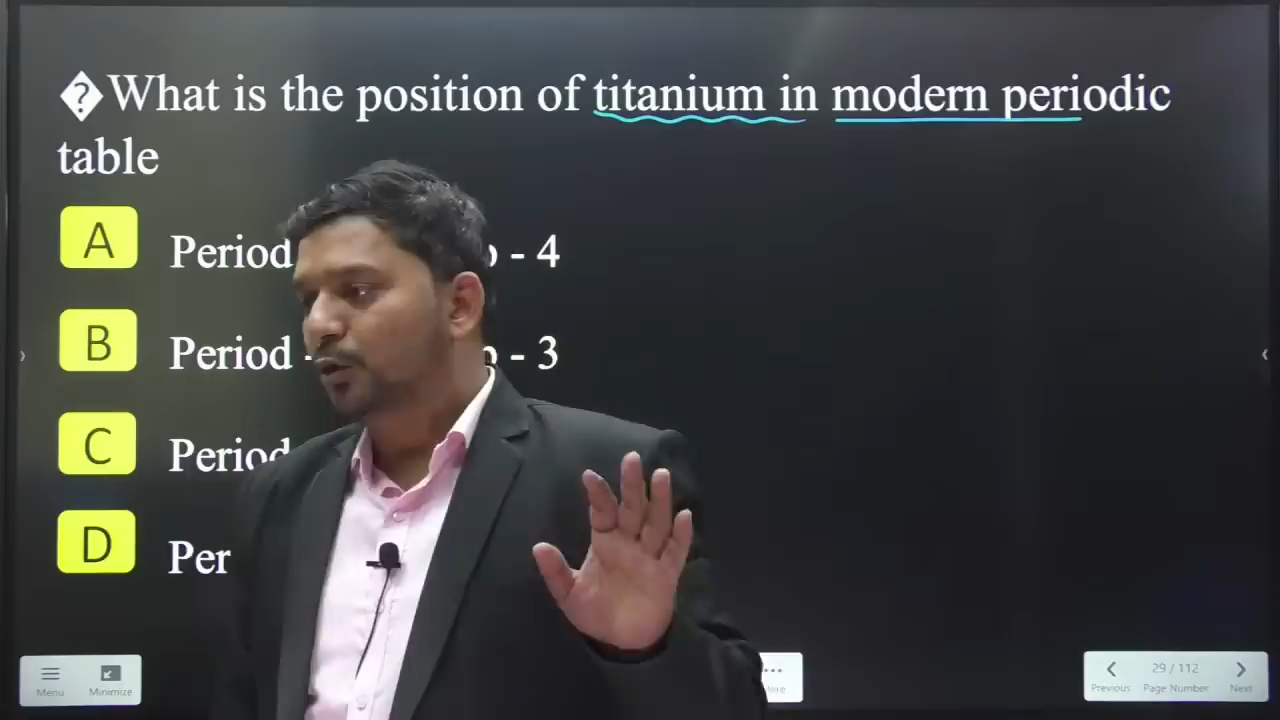 What is the position of titanium in modern periodic
table
A Period - 4
B Period - - 3
C Period
D Per
Menu Minimize
Previous 29 / 112 Page Number Next